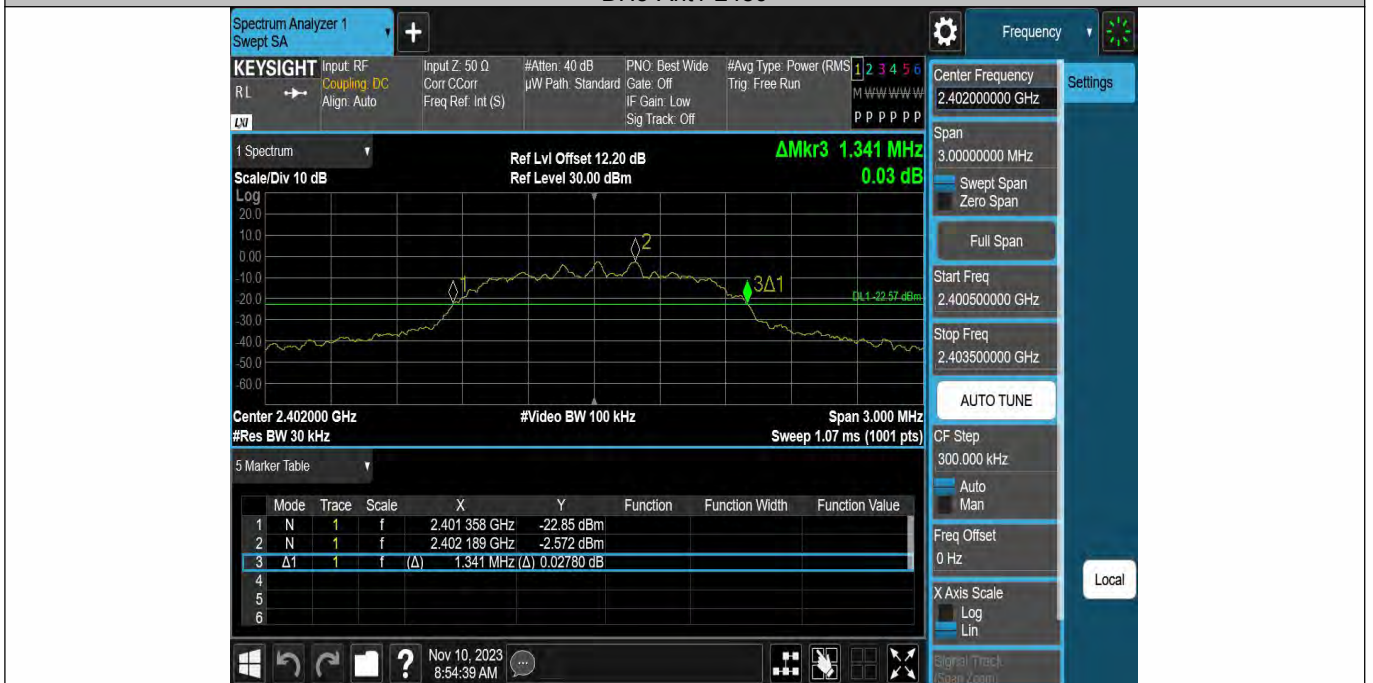 Spectrum Analyzer 1
Swept SA
+
Frequency
KEYSIGHT
RL
LXI
Input: RF
Coupling: DC
Align: Auto
Input Z: 50 Ω
Corr CCorr
Freq Ref: Int (S)
#Atten: 40 dB
µW Path: Standard
PNO: Best Wide
Gate: Off
IF Gain: Low
Sig Track: Off
#Avg Type: Power (RMS
Trig: Free Run
1 2 3 4 5 6
M W W W W W
P P P P P P
1 Spectrum
Scale/Div 10 dB
Ref Lvl Offset 12.20 dB
Ref Level 30.00 dBm
ΔMkr3 1.341 MHz
0.03 dB
Log
20.0
10.0
0.00
-10.0
-20.0
-30.0
-40.0
-50.0
-60.0
1
2
3Δ1
DL1 -22.57 dBm
Center 2.402000 GHz
#Res BW 30 kHz
#Video BW 100 kHz
Span 3.000 MHz
Sweep 1.07 ms (1001 pts)
5 Marker Table
Mode Trace Scale X Y Function Function Width Function Value
1 N 1 f 2.401 358 GHz -22.85 dBm
2 N 1 f 2.402 189 GHz -2.572 dBm
3 Δ1 1 f (Δ) 1.341 MHz (Δ) 0.02780 dB
4
5
6
Nov 10, 2023
8:54:39 AM
Center Frequency
2.402000000 GHz
Settings
Span
3.00000000 MHz
Swept Span
Zero Span
Full Span
Start Freq
2.400500000 GHz
Stop Freq
2.403500000 GHz
AUTO TUNE
CF Step
300.000 kHz
Auto
Man
Freq Offset
0 Hz
X Axis Scale
Log
Lin
Local
Signal Track
(Span Zoom)